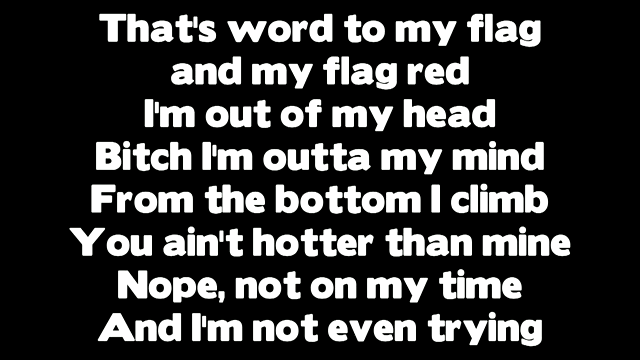 That's word to my flag
and my flag red
I'm out of my head
Bitch I'm outta my mind
From the bottom I climb
You ain't hotter than mine
Nope, not on my time
And I'm not even trying